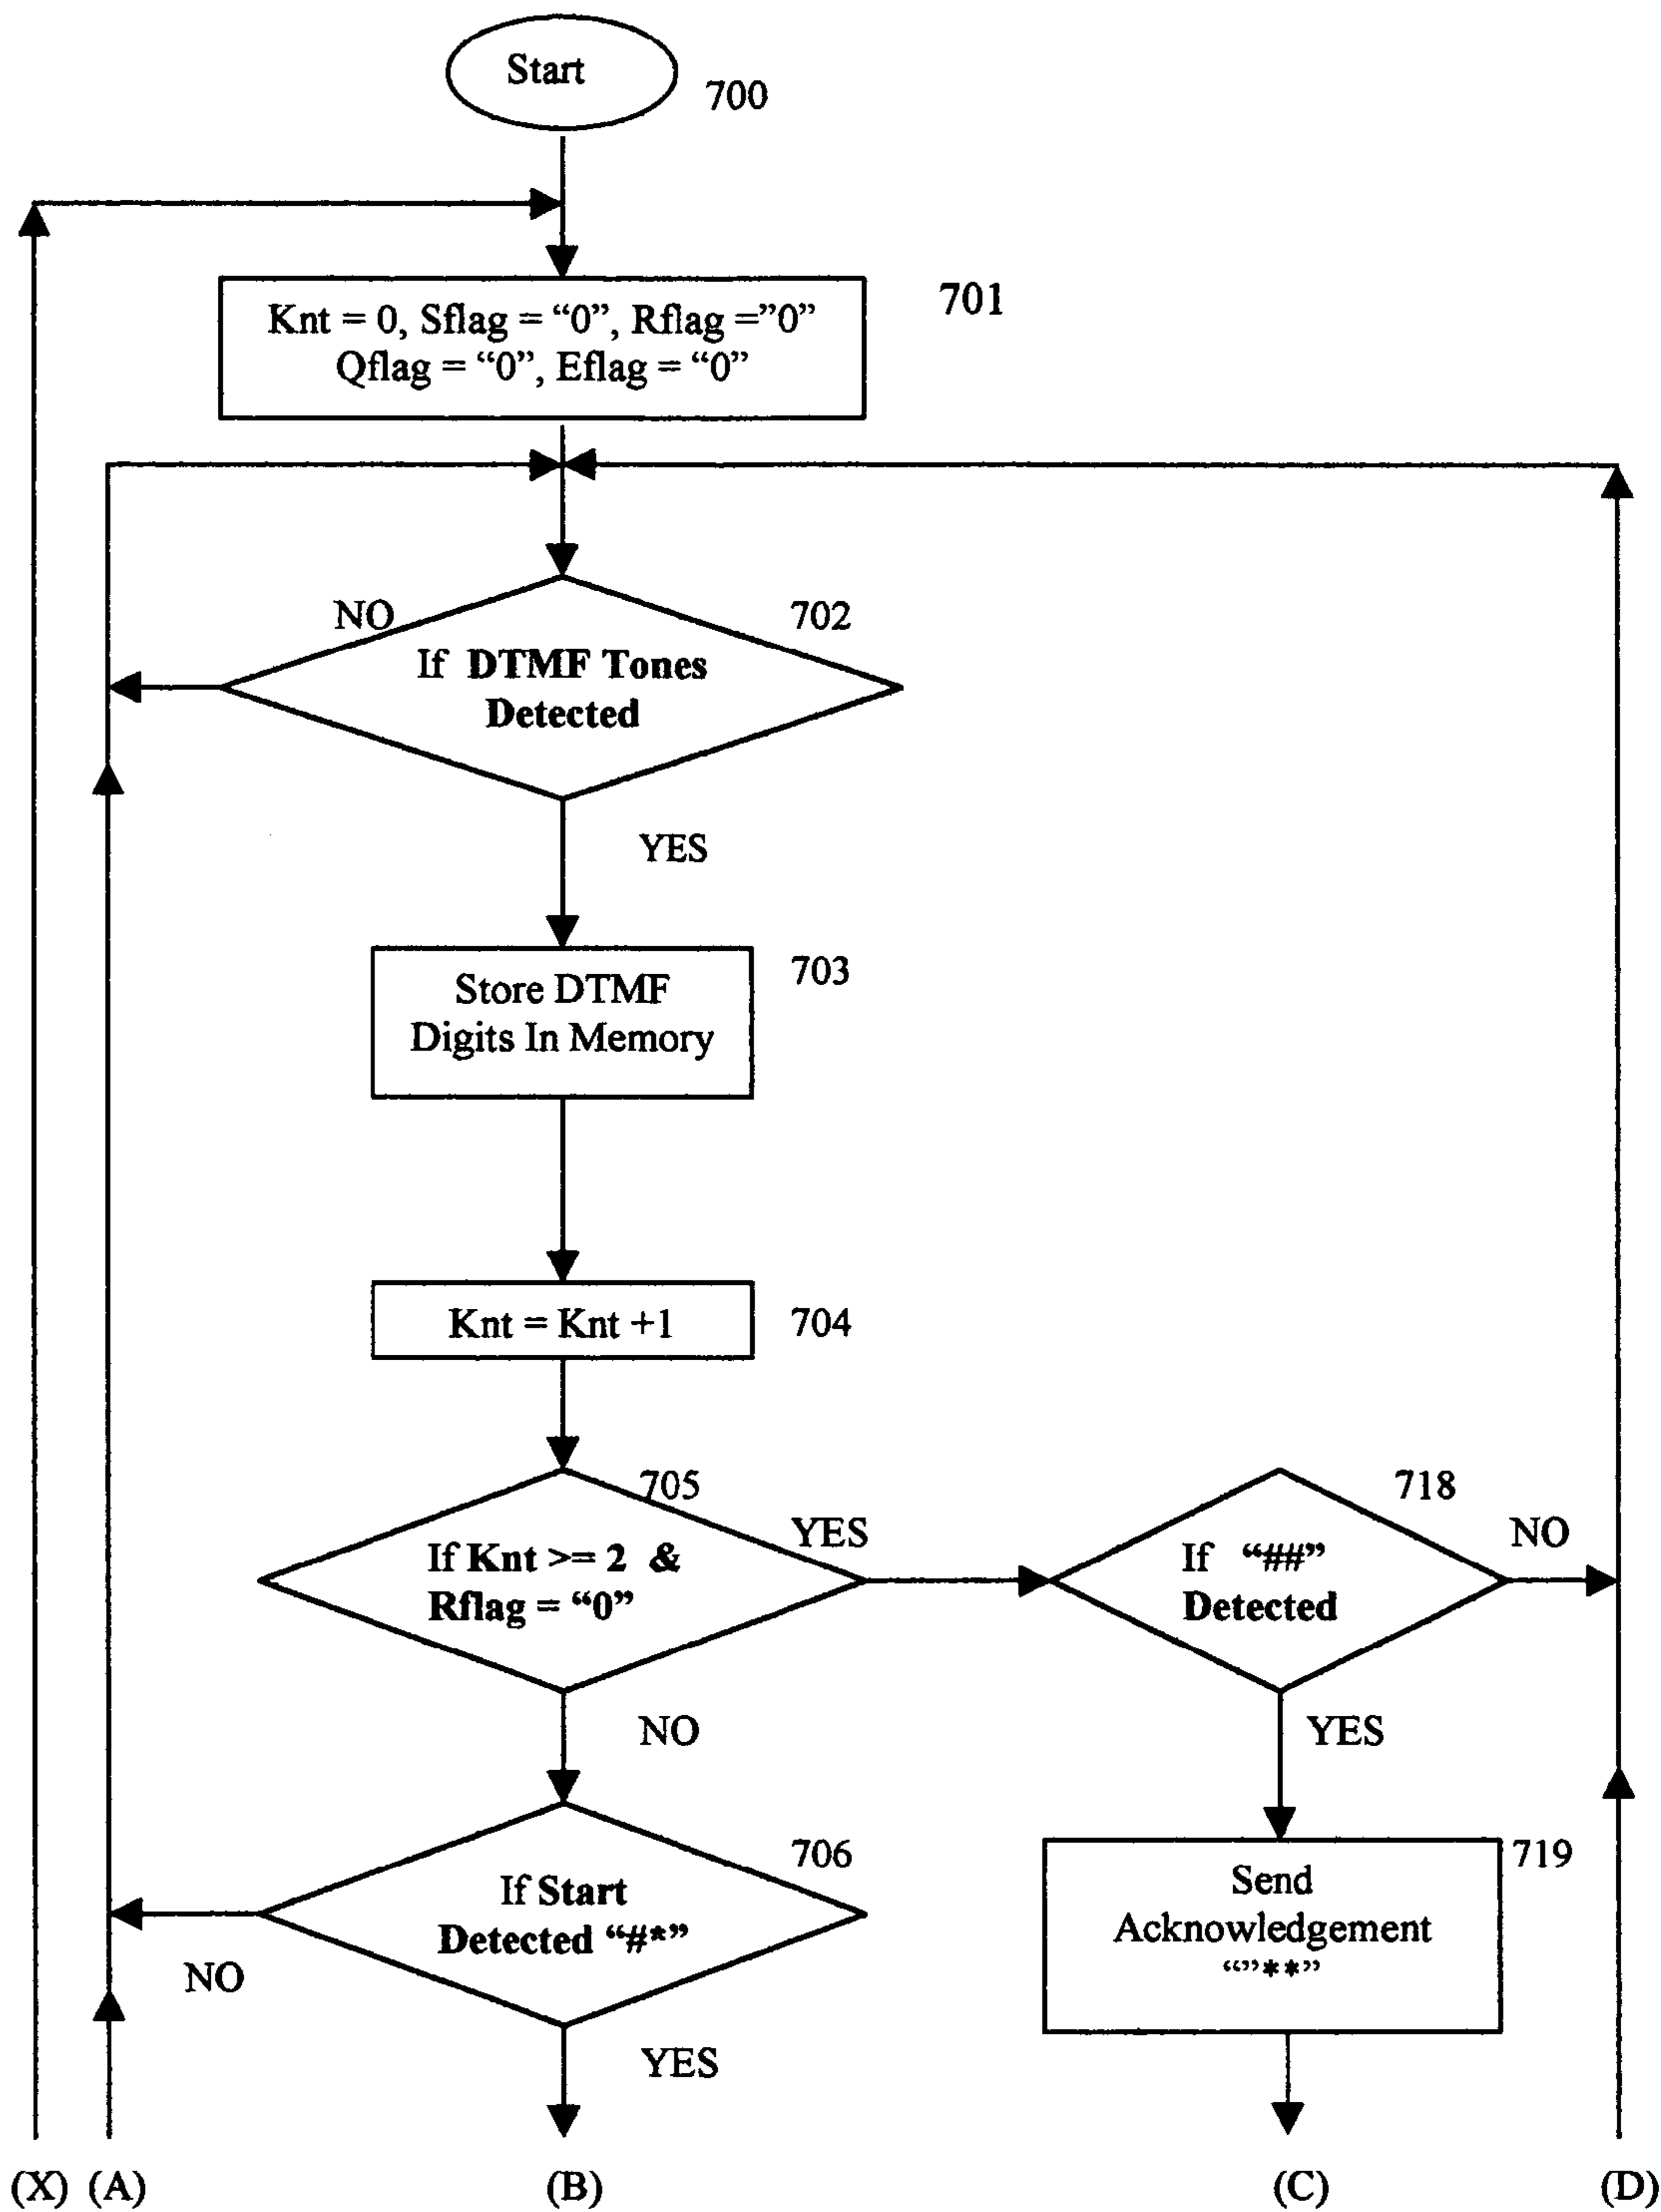 Start
700
Knt = 0, Sflag = “0”, Rflag =”0”
Qflag = “0”, Eflag = “0”
701
NO
702
If DTMF Tones
Detected
YES
703
Store DTMF
Digits In Memory
Knt = Knt +1
704
705
718
YES
NO
If Knt >= 2 &
Rflag = “0”
If “##”
Detected
NO
YES
706
719
If Start
Detected “#*”
Send
Acknowledgement
“”**”
NO
YES
(X) (A) (B) (C) (D)